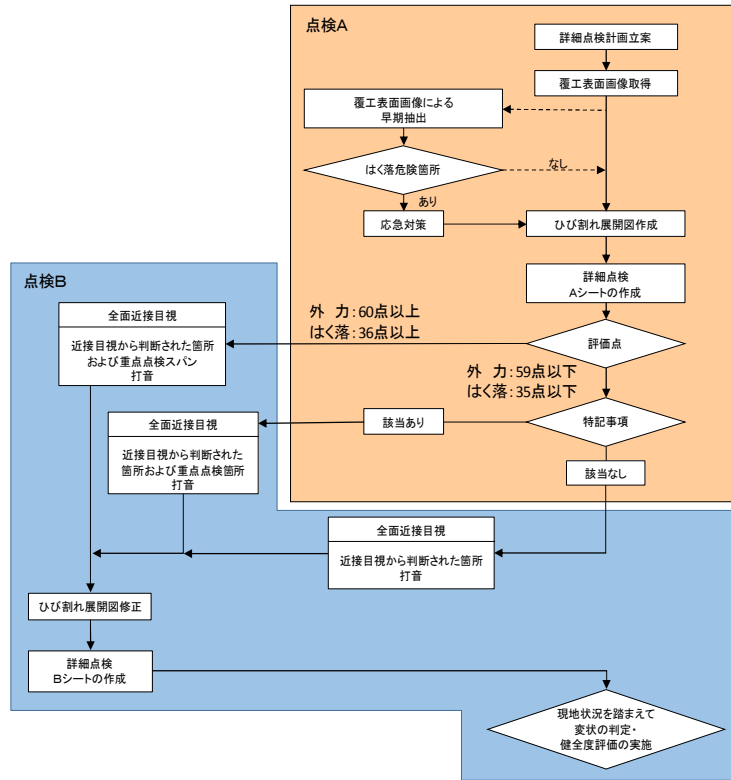 点検A
詳細点検計画立案
覆工表面画像取得
覆工表面画像による
早期抽出
はく落危険箇所
なし
あり
応急対策
ひび割れ展開図作成
詳細点検
Aシートの作成
外　力：60点以上
はく落：36点以上
評価点
外　力：59点以下
はく落：35点以下
特記事項
該当あり
該当なし
点検B
全面近接目視
近接目視から判断された箇所
および重点点検スパン
打音
全面近接目視
近接目視から判断された
箇所および重点点検箇所
打音
全面近接目視
近接目視から判断された箇所
打音
ひび割れ展開図修正
詳細点検
Bシートの作成
現地状況を踏まえて
変状の判定・
健全度評価の実施